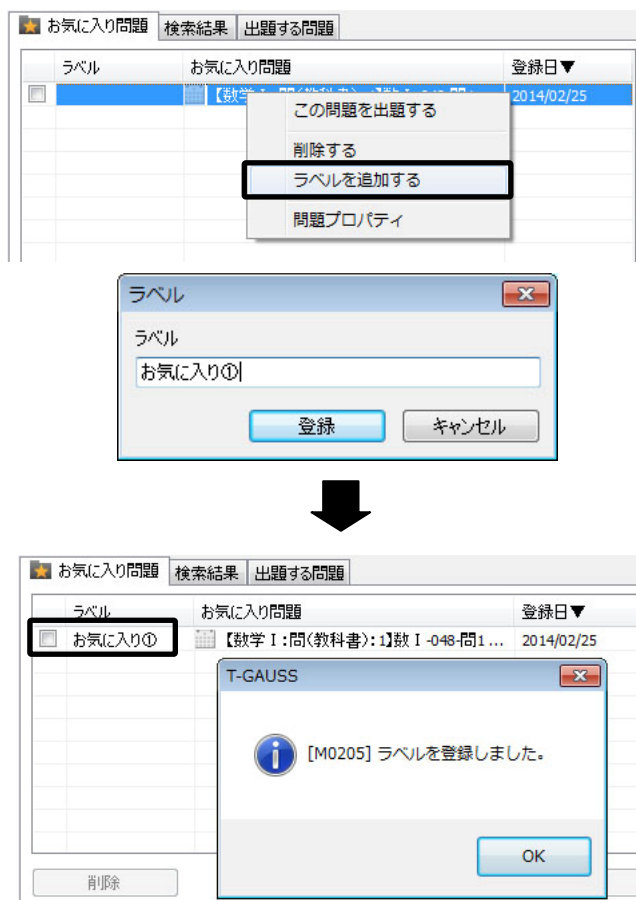 お気に入り問題 検索結果 出題する問題
ラベル お気に入り問題 登録日▼
2014/02/25
この問題を出題する
削除する
ラベルを追加する
問題プロパティ
ラベル
ラベル
お気に入り①
登録 キャンセル
お気に入り問題 検索結果 出題する問題
ラベル お気に入り問題 登録日▼
お気に入り① 【数学Ⅰ:問(教科書):1】数Ⅰ-048-問1... 2014/02/25
T-GAUSS
[M0205] ラベルを登録しました。
OK
削除